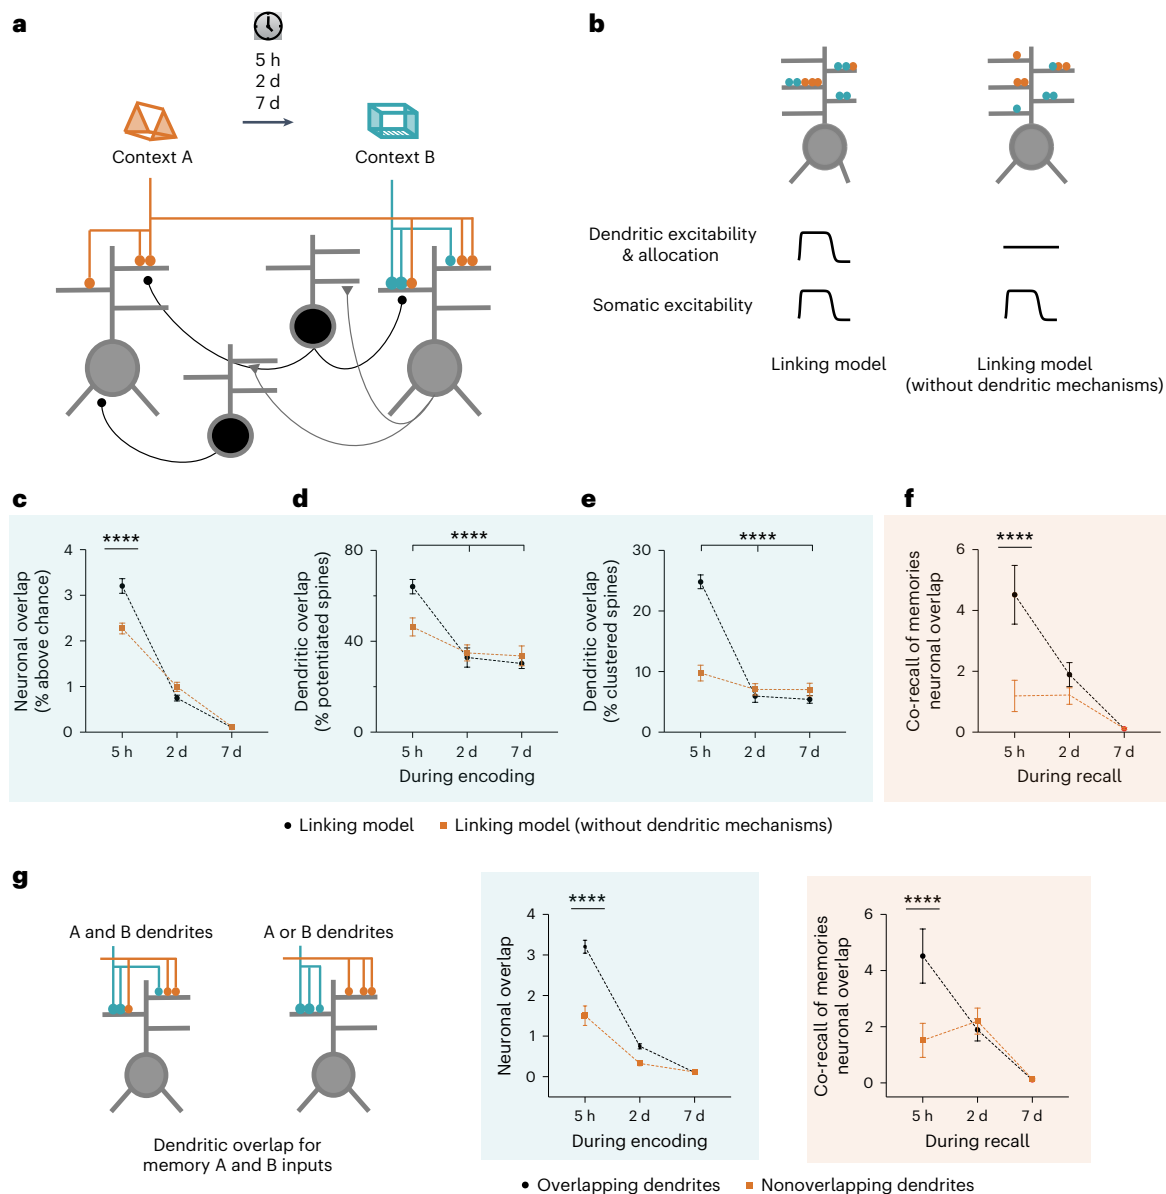 a
5 h
2 d
7 d
Context A
Context B
b
Dendritic excitability
& allocation
Somatic excitability
Linking model
Linking model
(without dendritic mechanisms)
c
****
Neuronal overlap
(% above chance)
4
3
2
1
0
5 h
2 d
7 d
d
****
Dendritic overlap
(% potentiated spines)
80
40
0
5 h
2 d
7 d
During encoding
e
****
Dendritic overlap
(% clustered spines)
30
20
10
0
5 h
2 d
7 d
f
****
Co-recall of memories
neuronal overlap
6
4
2
0
5 h
2 d
7 d
During recall
Linking model
Linking model (without dendritic mechanisms)
g
A and B dendrites
A or B dendrites
Dendritic overlap for
memory A and B inputs
****
Neuronal overlap
4
3
2
1
0
5 h
2 d
7 d
During encoding
****
Co-recall of memories
neuronal overlap
6
4
2
0
5 h
2 d
7 d
During recall
Overlapping dendrites
Nonoverlapping dendrites